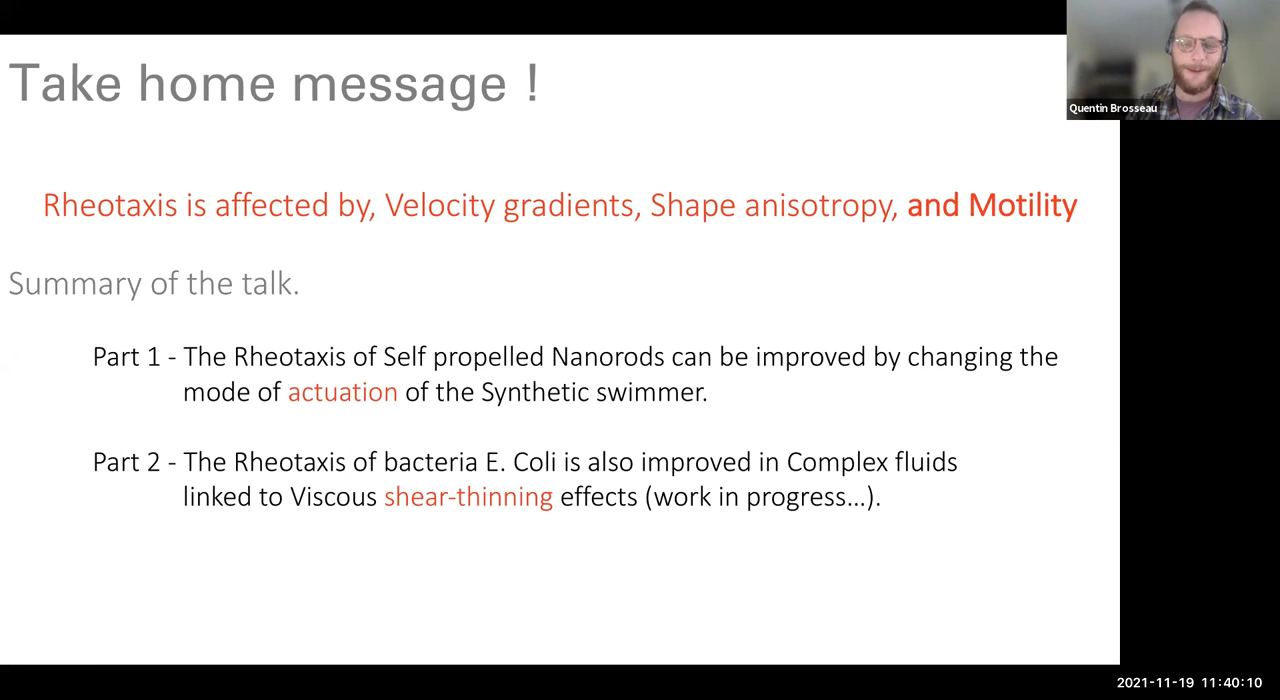 Take home message !
Quentin Brosseau
Rheotaxis is affected by, Velocity gradients, Shape anisotropy, and Motility
Summary of the talk.
Part 1 - The Rheotaxis of Self propelled Nanorods can be improved by changing the
mode of actuation of the Synthetic swimmer.
Part 2 - The Rheotaxis of bacteria E. Coli is also improved in Complex fluids
linked to Viscous shear-thinning effects (work in progress...).
2021-11-19 11:40:10